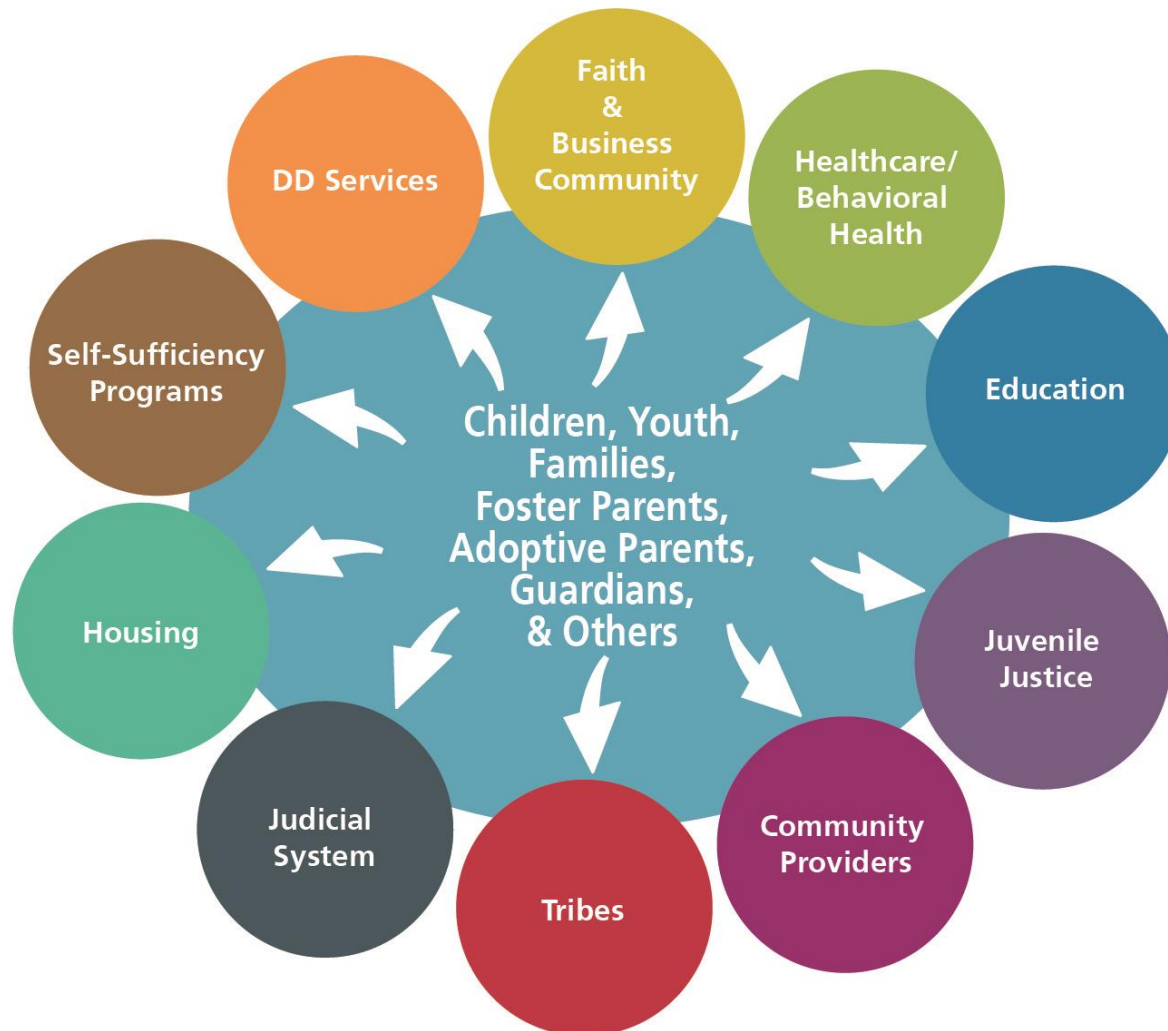 Faith
&
Business
Community
Healthcare/
Behavioral
Health
Education
Juvenile
Justice
Community
Providers
Tribes
Judicial
System
Housing
Self-Sufficiency
Programs
DD Services
Children, Youth,
Families,
Foster Parents,
Adoptive Parents,
Guardians,
& Others